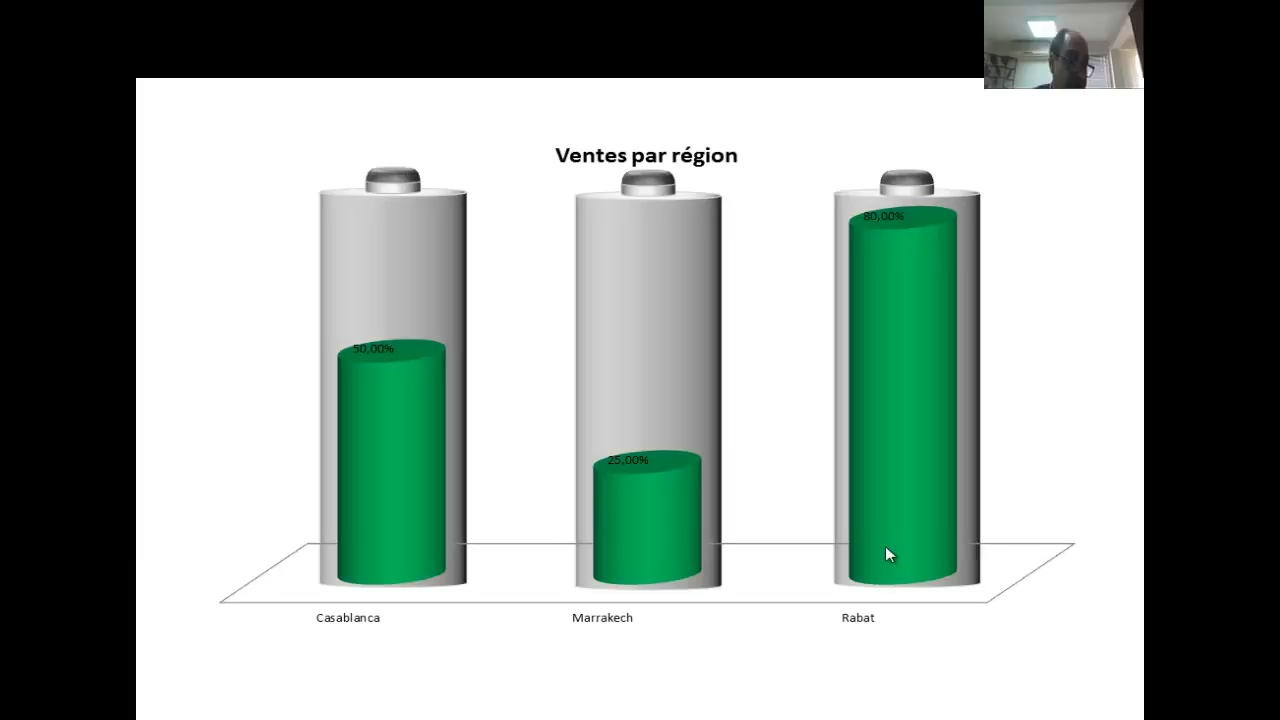 Ventes par région
80,00%
50,00%
25,00%
Casablanca
Marrakech
Rabat